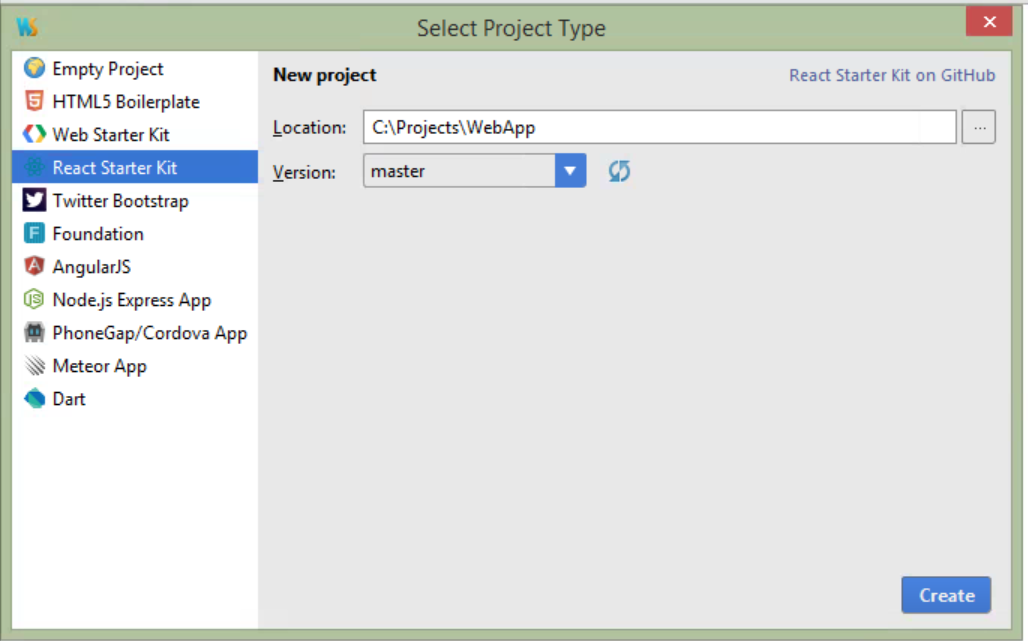 WS
Select Project Type
Empty Project
HTML5 Boilerplate
Web Starter Kit
React Starter Kit
Twitter Bootstrap
Foundation
AngularJS
Node.js Express App
PhoneGap/Cordova App
Meteor App
Dart
New project
React Starter Kit on GitHub
Location: C:\Projects\WebApp ...
Version: master
Create